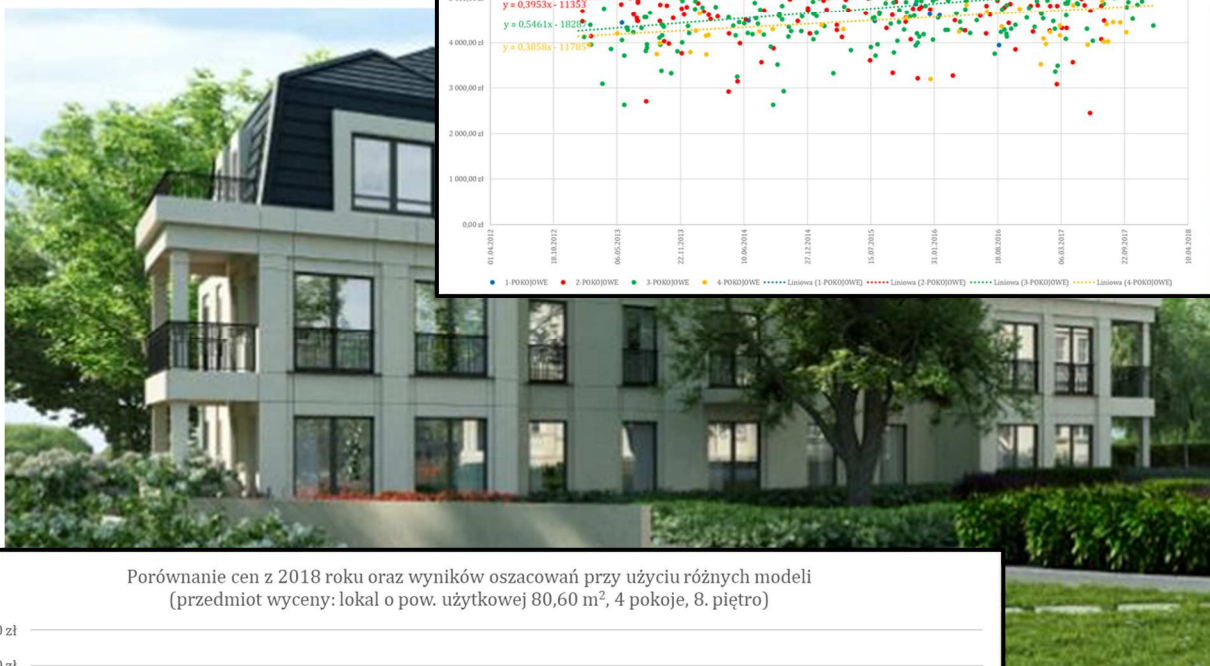 y = 0,3953x - 11353
y = 0,5461x - 18287
4 000,00 zł
y = 0,3058x - 11785
3 000,00 zł
2 000,00 zł
1 000,00 zł
0,00 zł
01.04.2012
18.10.2012
06.05.2013
22.11.2013
10.06.2014
27.12.2014
15.07.2015
31.01.2016
18.08.2016
06.03.2017
22.09.2017
10.04.2018
1-POKOJOWE 2-POKOJOWE 3-POKOJOWE 4-POKOJOWE Liniowa (1-POKOJOWE) Liniowa (2-POKOJOWE) Liniowa (3-POKOJOWE) Liniowa (4-POKOJOWE)
Porównanie cen z 2018 roku oraz wyników oszacowań przy użyciu różnych modeli
(przedmiot wyceny: lokal o pow. użytkowej 80,60 m², 4 pokoje, 8. piętro)
0 zł